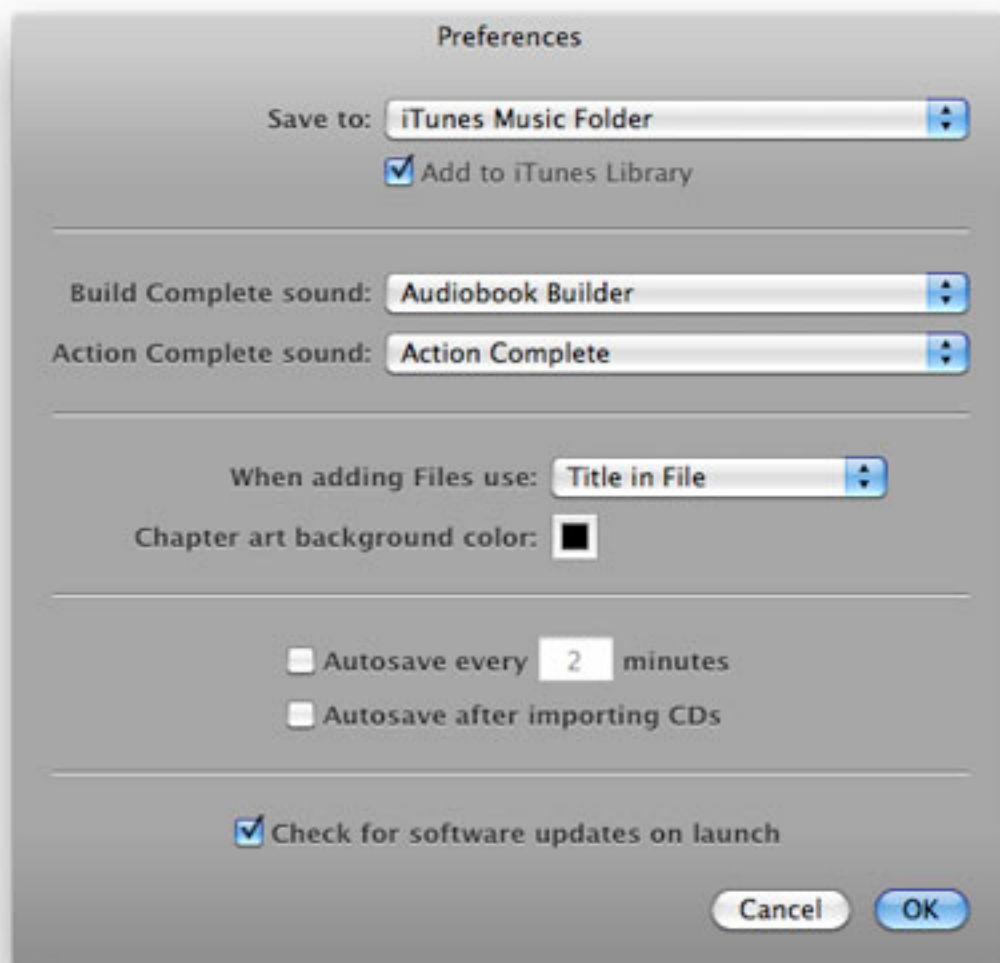 Preferences
Save to: iTunes Music Folder
Add to iTunes Library
Build Complete sound: Audiobook Builder
Action Complete sound: Action Complete
When adding Files use: Title in File
Chapter art background color:
Autosave every 2 minutes
Autosave after importing CDs
Check for software updates on launch
Cancel OK